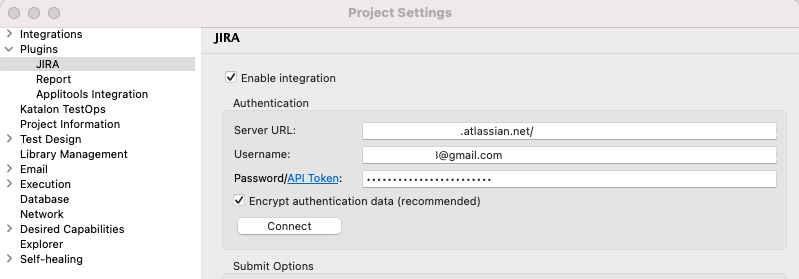 Project Settings
Integrations
Plugins
JIRA
Report
Applitools Integration
Katalon TestOps
Project Information
Test Design
Library Management
Email
Execution
Database
Network
Desired Capabilities
Explorer
Self-healing
JIRA
Enable integration
Authentication
Server URL: .atlassian.net/
Username: @gmail.com
Password/API Token: ••••••••••••••••••••••••
Encrypt authentication data (recommended)
Connect
Submit Options